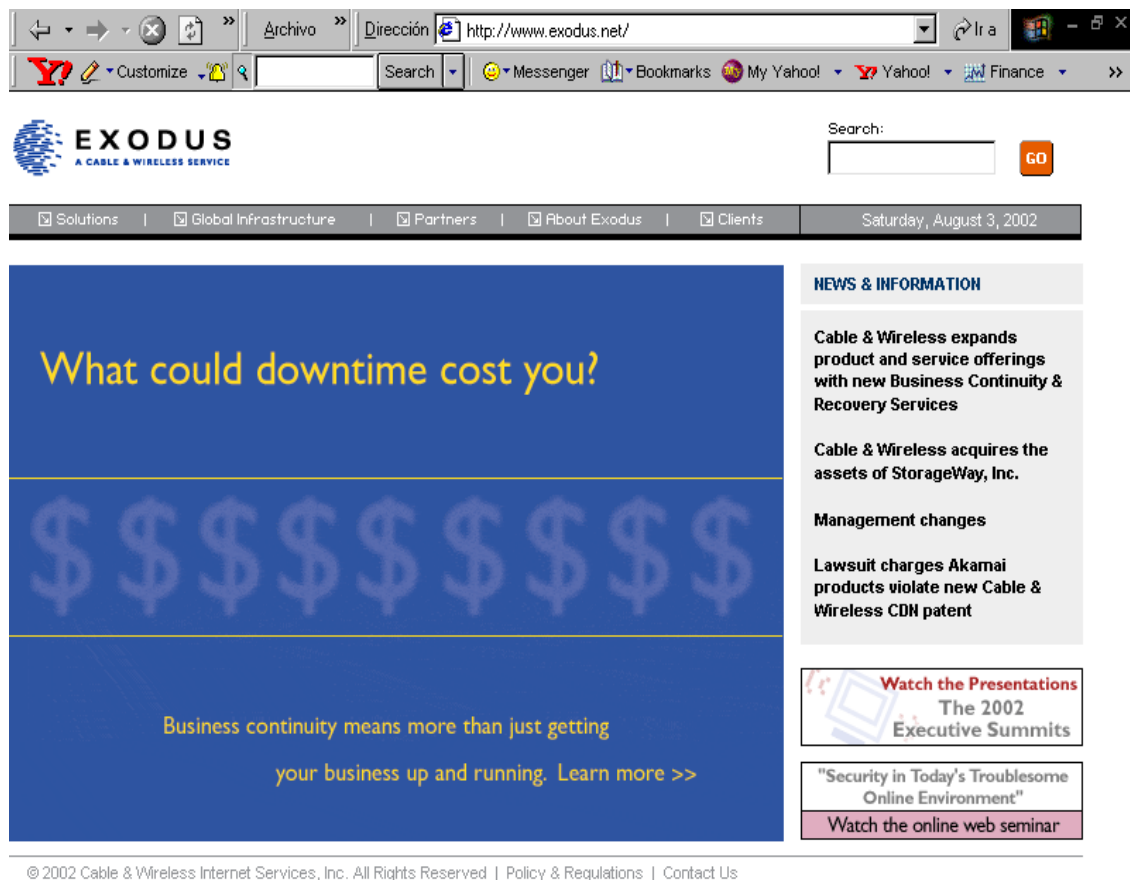 Archivo
Dirección http://www.exodus.net/ Ir a
Y! Customize Search Messenger Bookmarks My Yahoo! Yahoo! Finance
EXODUS
A CABLE & WIRELESS SERVICE
Search:
GO
Solutions | Global Infrastructure | Partners | About Exodus | Clients
Saturday, August 3, 2002
What could downtime cost you?
$ $ $ $ $ $ $ $ $
Business continuity means more than just getting
your business up and running. Learn more >>
NEWS & INFORMATION
Cable & Wireless expands
product and service offerings
with new Business Continuity &
Recovery Services
Cable & Wireless acquires the
assets of StorageWay, Inc.
Management changes
Lawsuit charges Akamai
products violate new Cable &
Wireless CDN patent
Watch the Presentations
The 2002
Executive Summits
"Security in Today's Troublesome
Online Environment"
Watch the online web seminar
© 2002 Cable & Wireless Internet Services, Inc. All Rights Reserved | Policy & Regulations | Contact Us